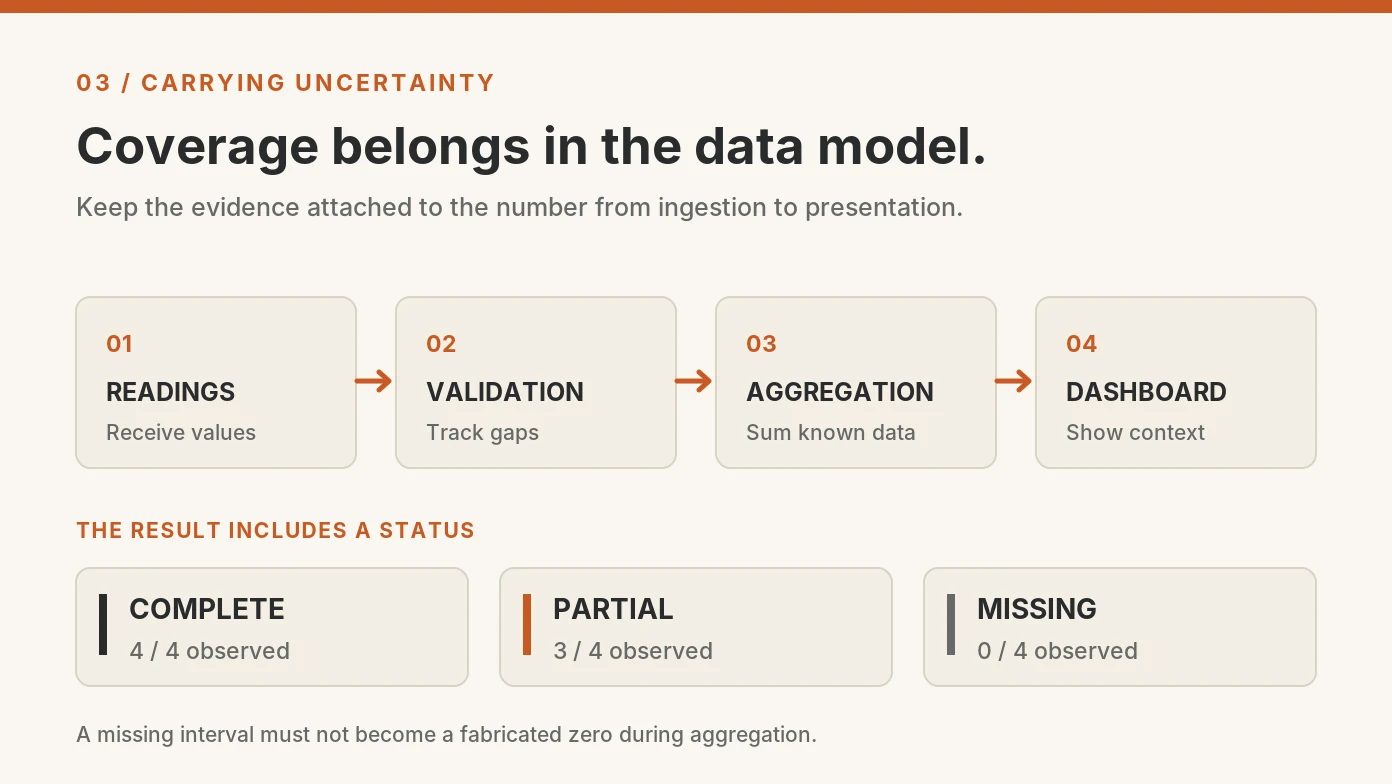 03 / CARRYING UNCERTAINTY
Coverage belongs in the data model.
Keep the evidence attached to the number from ingestion to presentation.
01
READINGS
Receive values
02
VALIDATION
Track gaps
03
AGGREGATION
Sum known data
04
DASHBOARD
Show context
THE RESULT INCLUDES A STATUS
COMPLETE
4 / 4 observed
PARTIAL
3 / 4 observed
MISSING
0 / 4 observed
A missing interval must not become a fabricated zero during aggregation.